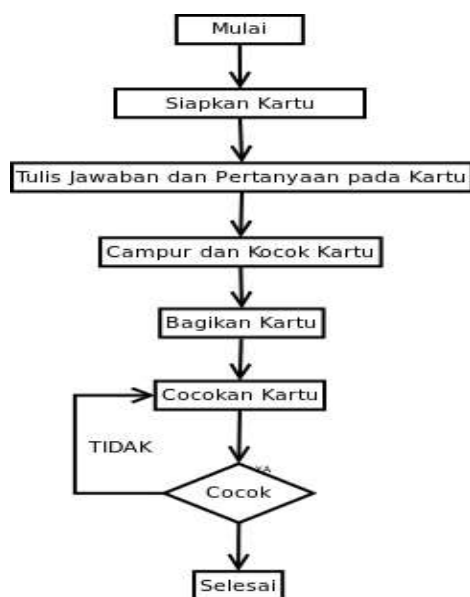 Mulai
Siapkan Kartu
Tulis Jawaban dan Pertanyaan pada Kartu
Campur dan Kocok Kartu
Bagikan Kartu
Cocokan Kartu
TIDAK
YA
Cocok
Selesai